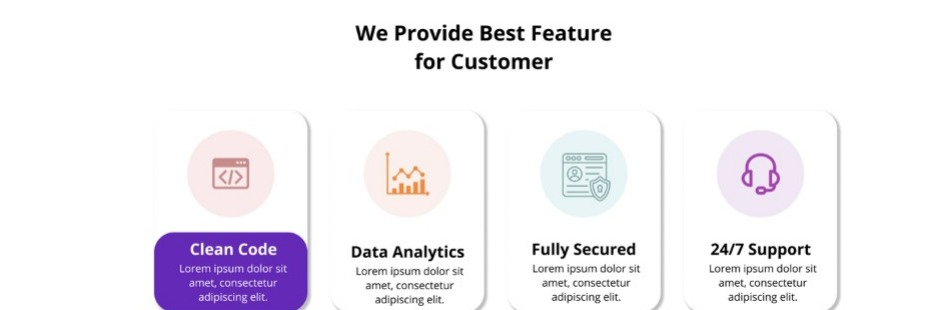 We Provide Best Feature
for Customer
</>
Clean Code
Lorem ipsum dolor sit
amet, consectetur
adipiscing elit.
Data Analytics
Lorem ipsum dolor sit
amet, consectetur
adipiscing elit.
Fully Secured
Lorem ipsum dolor sit
amet, consectetur
adipiscing elit.
24/7 Support
Lorem ipsum dolor sit
amet, consectetur
adipiscing elit.